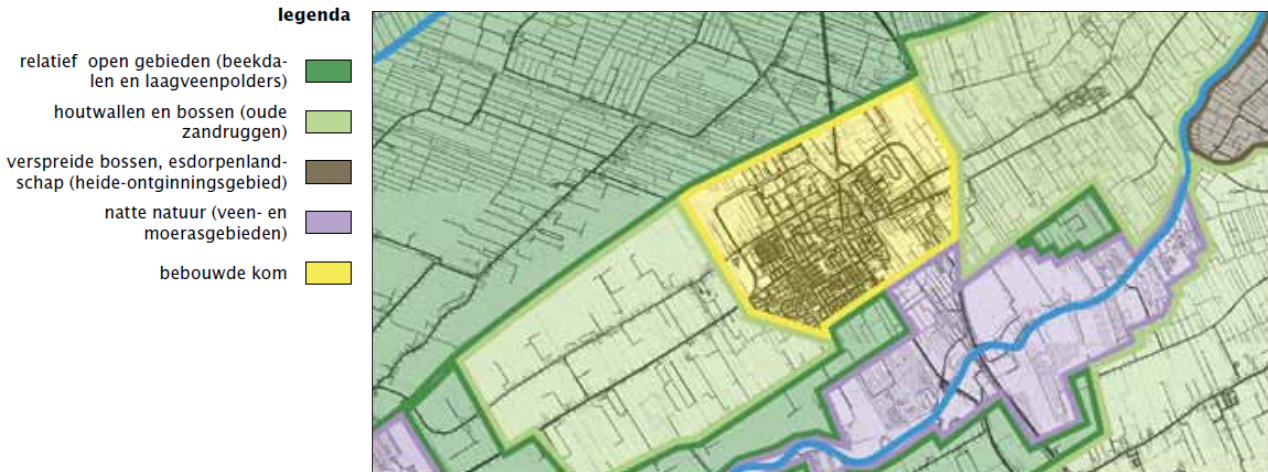 legenda
relatief open gebieden (beekda-
len en laagveenpolders)
houtwallen en bossen (oude
zandruggen)
verspreide bossen, esdorpenland-
schap (heide-ontginningsgebied)
natte natuur (veen- en
moerasgebieden)
bebouwde kom